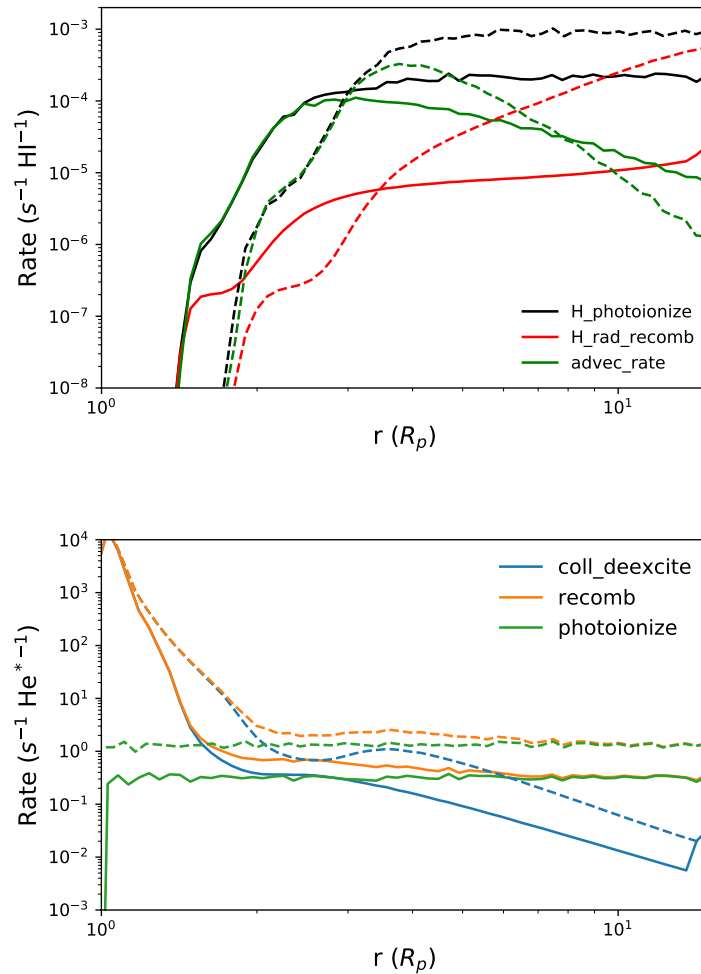 10⁻³
10⁻⁴
10⁻⁵
10⁻⁶
10⁻⁷
10⁻⁸
Rate (s⁻¹ HI⁻¹)
H_photoionize
H_rad_recomb
advec_rate
10⁰
10¹
r (Rₚ)
10⁴
10³
10²
10¹
10⁰
10⁻¹
10⁻²
10⁻³
Rate (s⁻¹ He*⁻¹)
coll_deexcite
recomb
photoionize
10⁰
10¹
r (Rₚ)